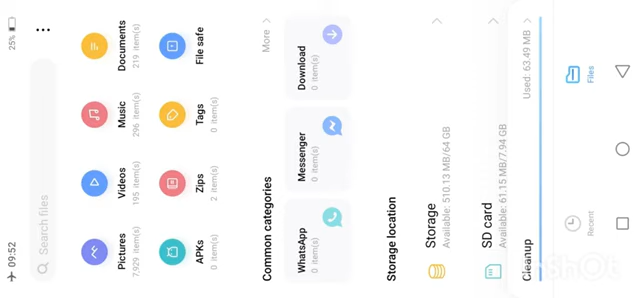 09:52
25%
Search files
Pictures
7,929 item(s)
Videos
195 item(s)
Music
296 item(s)
Documents
219 item(s)
APKs
0 item(s)
Zips
2 item(s)
Tags
0 item(s)
File safe
Common categories
More
WhatsApp
0 item(s)
Messenger
0 item(s)
Download
0 item(s)
Storage location
Storage
Available: 510.13 MB/64 GB
SD card
Available: 61.15 MB/7.94 GB
Cleanup
Used: 63.49 MB
Recent
Files